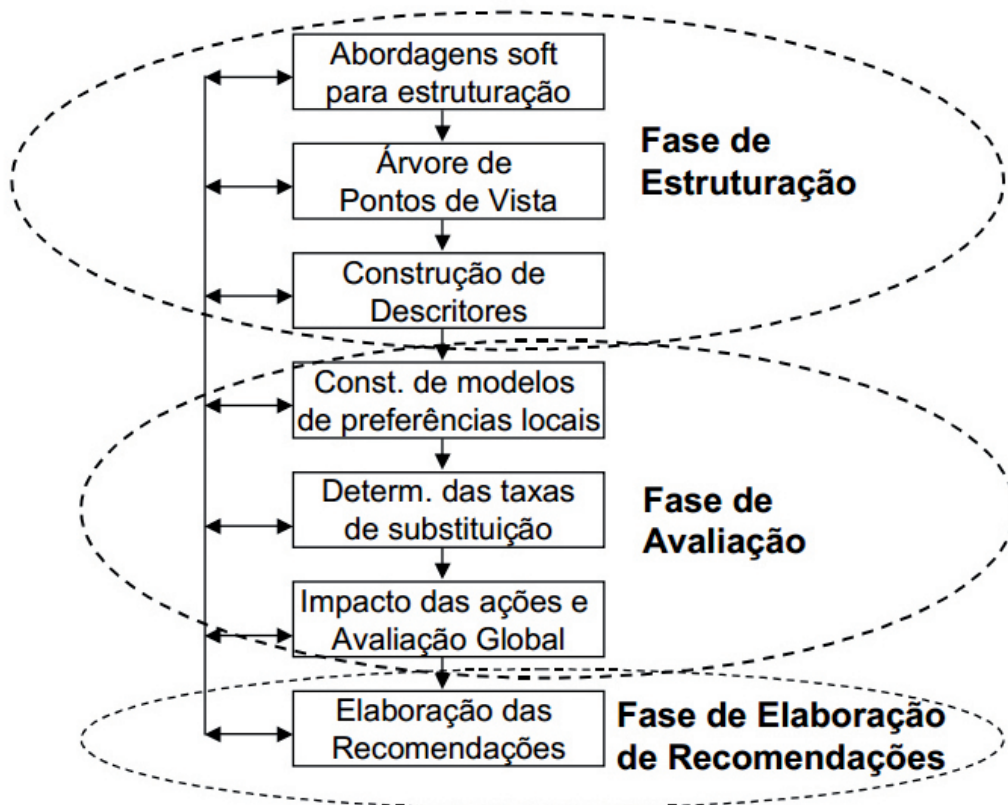 Abordagens soft
para estruturação
Árvore de
Pontos de Vista
Construção de
Descritores
Fase de
Estruturação
Const. de modelos
de preferências locais
Determ. das taxas
de substituição
Impacto das ações e
Avaliação Global
Fase de
Avaliação
Elaboração das
Recomendações
Fase de Elaboração
de Recomendações